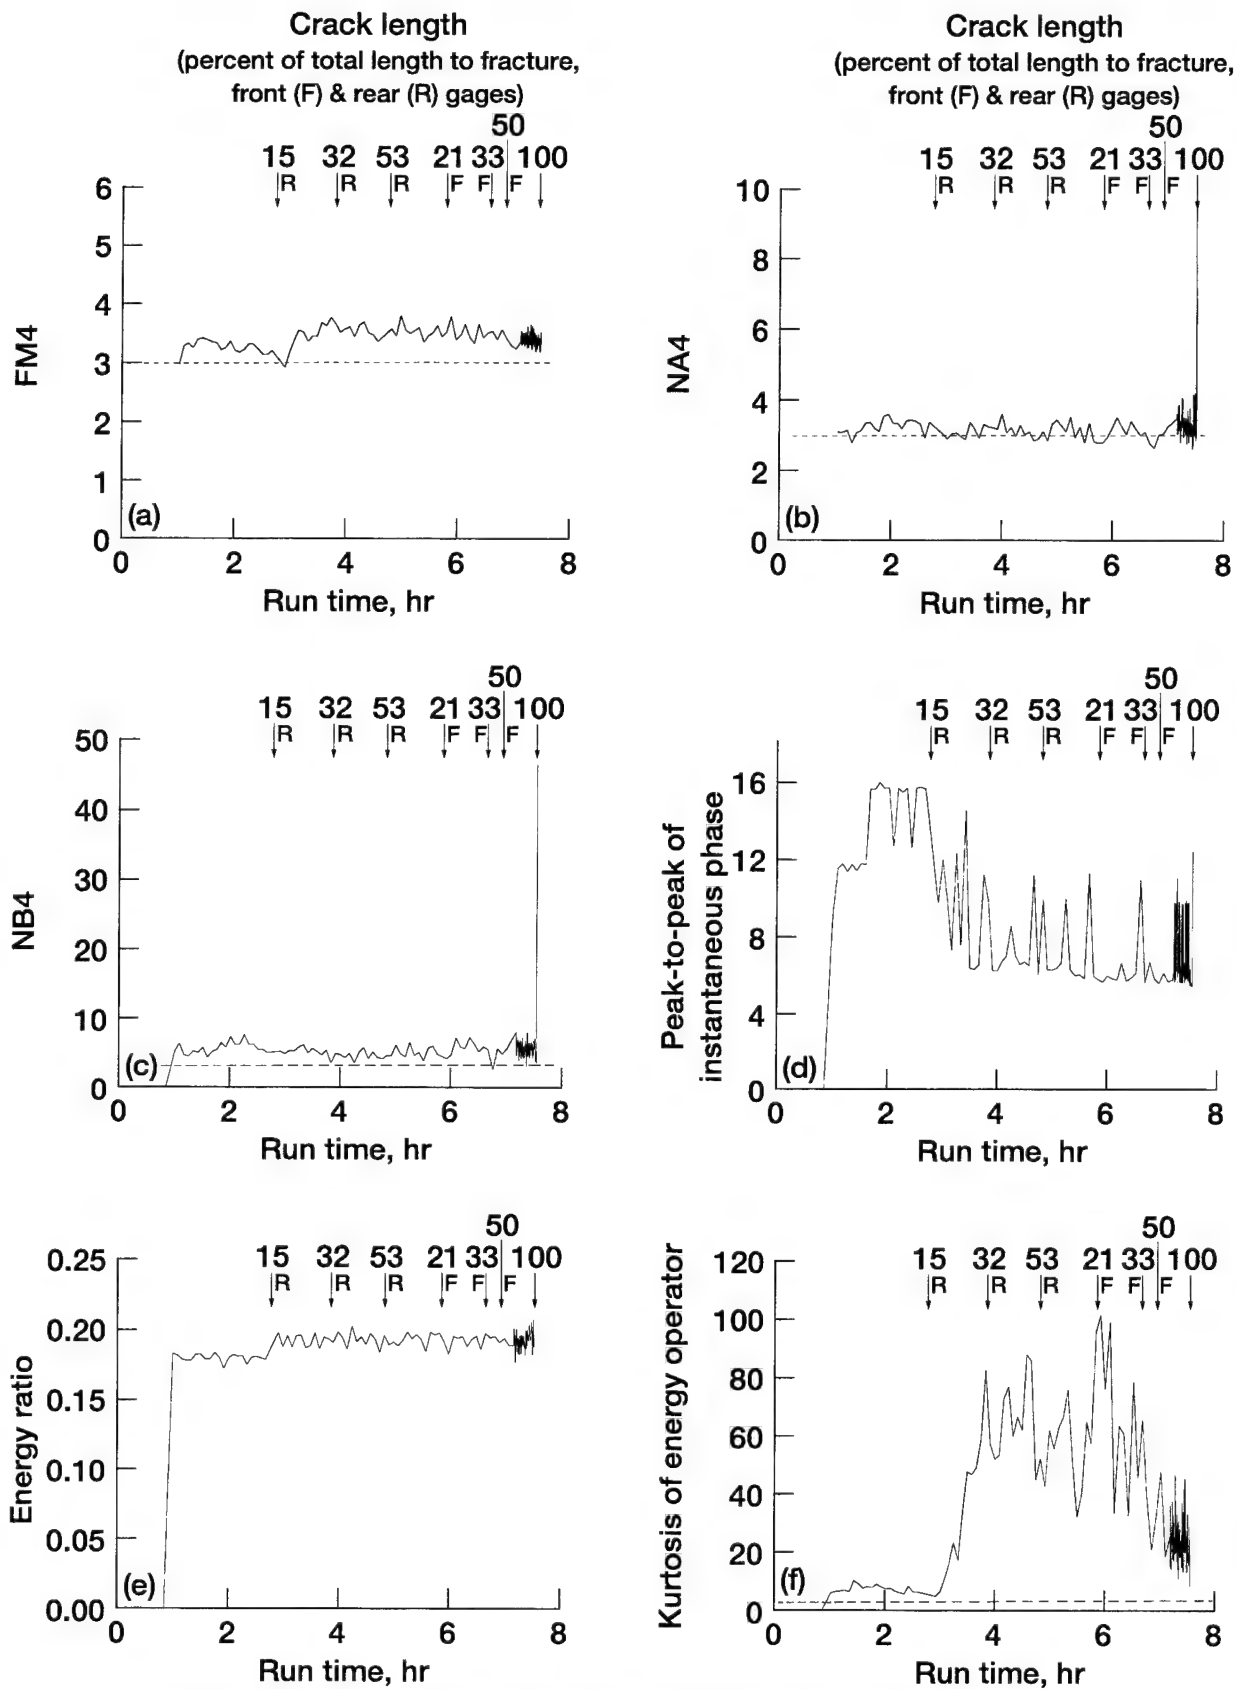 Crack length
(percent of total length to fracture,
front (F) & rear (R) gages)
50
15 32 53 21 33 100
R R R F F F
6
5
4
3
2
1
0
FM4
(a)
0 2 4 6 8
Run time, hr
Crack length
(percent of total length to fracture,
front (F) & rear (R) gages)
50
15 32 53 21 33 100
R R R F F F
10
8
6
4
2
0
NA4
(b)
0 2 4 6 8
Run time, hr
50
15 32 53 21 33 100
R R R F F F
50
40
30
20
10
0
NB4
(c)
0 2 4 6 8
Run time, hr
50
15 32 53 21 33 100
R R R F F F
16
12
8
4
0
Peak-to-peak of
instantaneous phase
(d)
0 2 4 6 8
Run time, hr
50
15 32 53 21 33 100
R R R F F F
0.25
0.20
0.15
0.10
0.05
0.00
Energy ratio
(e)
0 2 4 6 8
Run time, hr
50
15 32 53 21 33 100
R R R F F F
120
100
80
60
40
20
0
Kurtosis of energy operator
(f)
0 2 4 6 8
Run time, hr